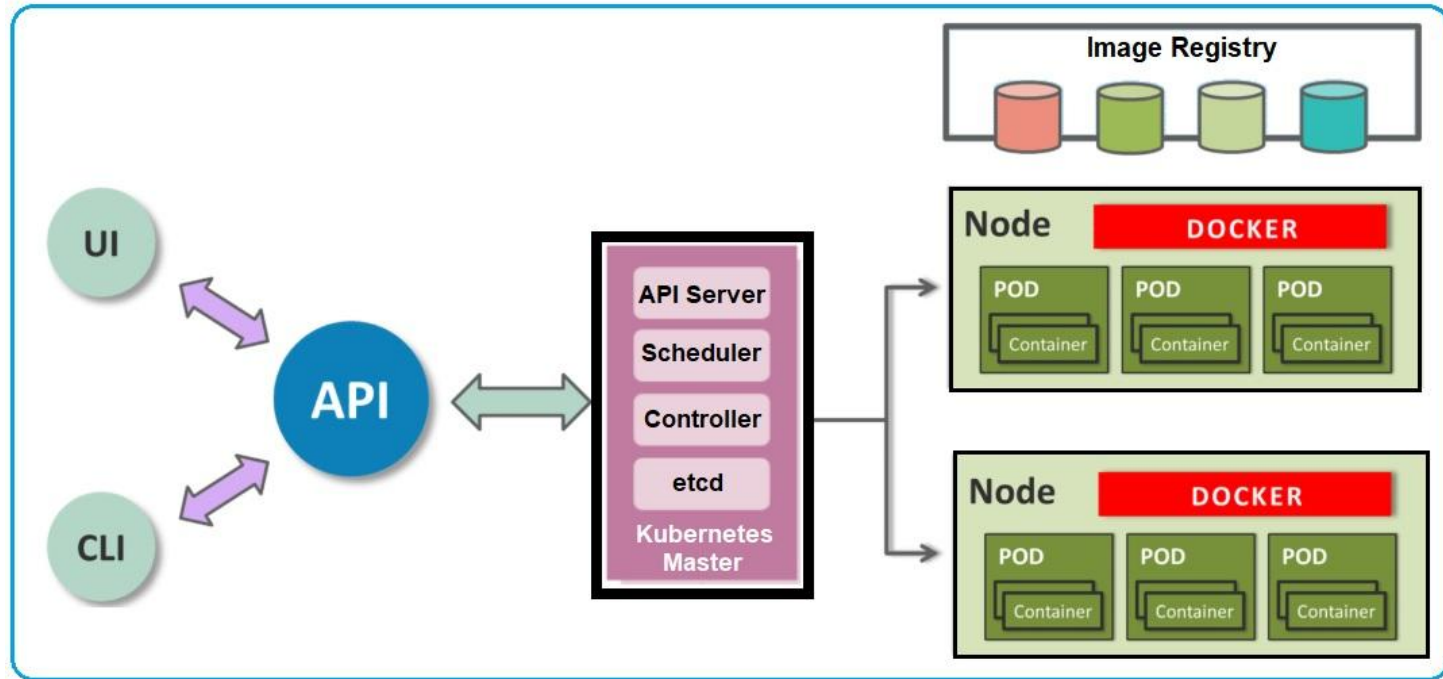 Image Registry
UI
API
CLI
API Server
Scheduler
Controller
etcd
Kubernetes
Master
Node
DOCKER
POD
POD
POD
Container
Container
Container
Node
DOCKER
POD
POD
POD
Container
Container
Container